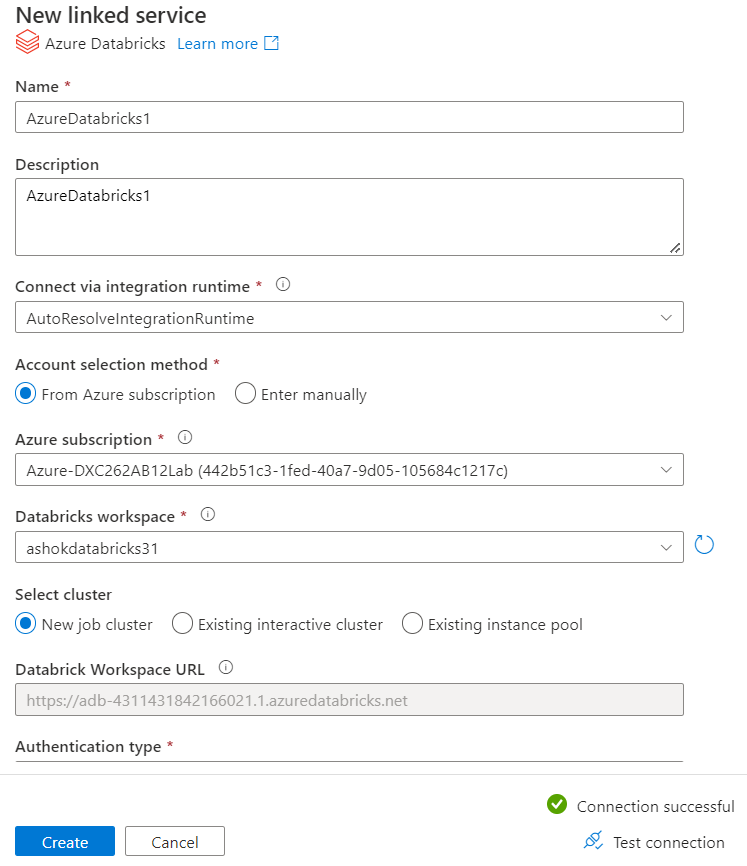 New linked service
Azure Databricks Learn more
Name *
AzureDatabricks1
Description
AzureDatabricks1
Connect via integration runtime *
AutoResolveIntegrationRuntime
Account selection method *
From Azure subscription Enter manually
Azure subscription *
Azure-DXC262AB12Lab (442b51c3-1fed-40a7-9d05-105684c1217c)
Databricks workspace *
ashokdatabricks31
Select cluster
New job cluster Existing interactive cluster Existing instance pool
Databrick Workspace URL
https://adb-4311431842166021.1.azuredatabricks.net
Authentication type *
Connection successful
Create Cancel Test connection